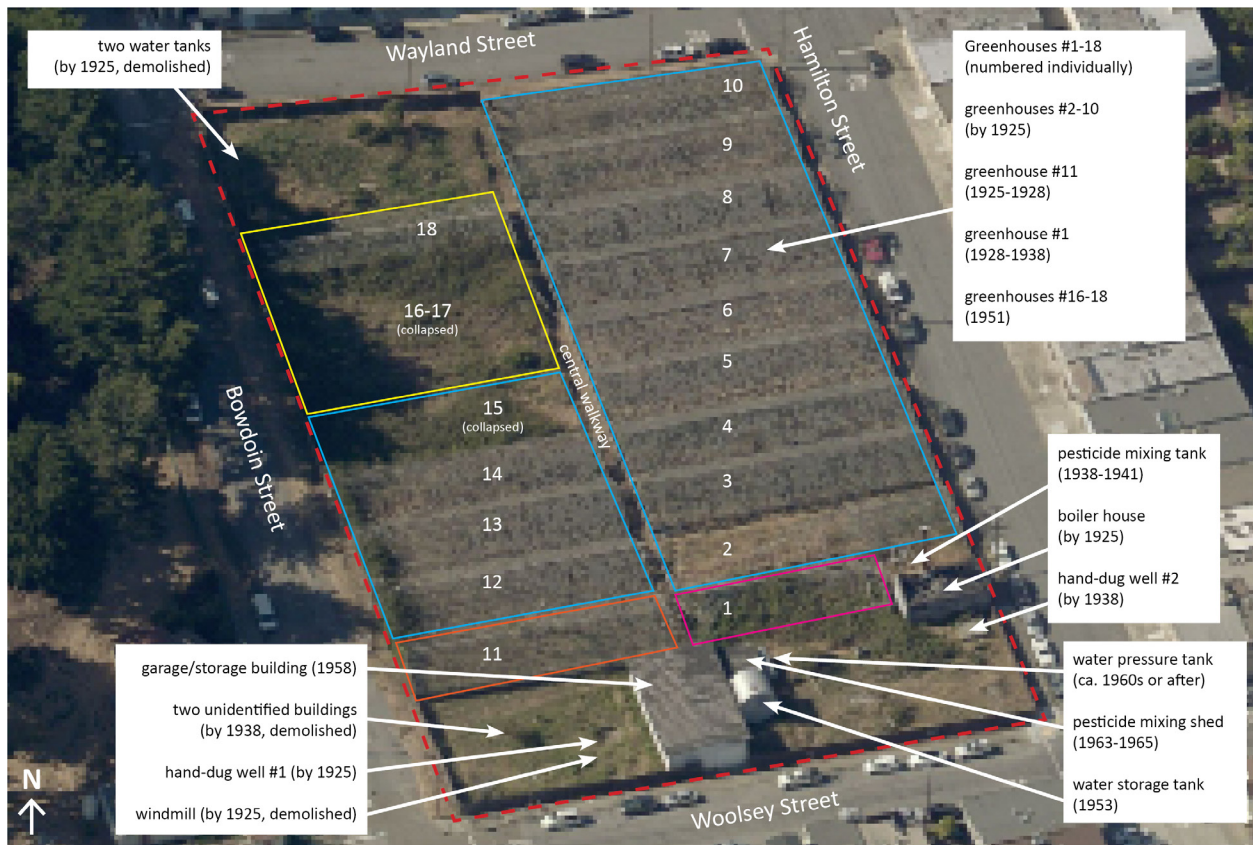 Wayland Street
Hamilton Street
two water tanks
(by 1925, demolished)
Greenhouses #1-18
(numbered individually)
greenhouses #2-10
(by 1925)
greenhouse #11
(1925-1928)
greenhouse #1
(1928-1938)
greenhouses #16-18
(1951)
10
9
8
7
6
5
4
3
2
1
18
16-17
(collapsed)
15
(collapsed)
14
13
12
11
central walkway
Bowdoin Street
pesticide mixing tank
(1938-1941)
boiler house
(by 1925)
hand-dug well #2
(by 1938)
garage/storage building (1958)
two unidentified buildings
(by 1938, demolished)
hand-dug well #1 (by 1925)
windmill (by 1925, demolished)
water pressure tank
(ca. 1960s or after)
pesticide mixing shed
(1963-1965)
water storage tank
(1953)
N
Woolsey Street